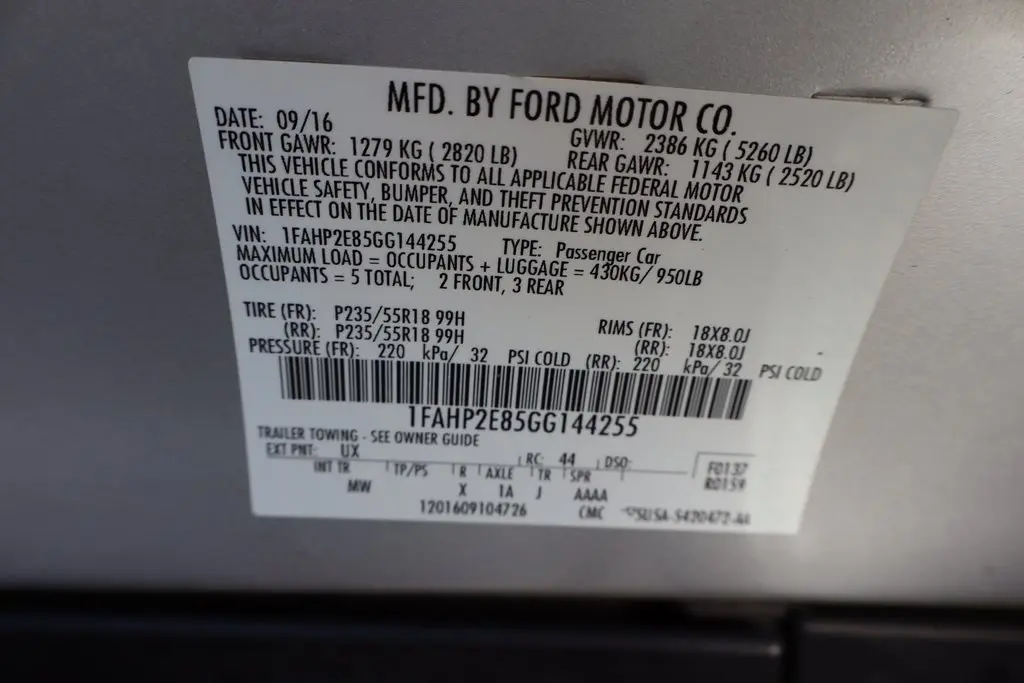 MFD. BY FORD MOTOR CO.
DATE: 09/16 GVWR: 2386 KG ( 5260 LB)
FRONT GAWR: 1279 KG ( 2820 LB) REAR GAWR: 1143 KG ( 2520 LB)
THIS VEHICLE CONFORMS TO ALL APPLICABLE FEDERAL MOTOR
VEHICLE SAFETY, BUMPER, AND THEFT PREVENTION STANDARDS
IN EFFECT ON THE DATE OF MANUFACTURE SHOWN ABOVE.
VIN: 1FAHP2E85GG144255 TYPE: Passenger Car
MAXIMUM LOAD = OCCUPANTS + LUGGAGE = 430KG/ 950LB
OCCUPANTS = 5 TOTAL; 2 FRONT, 3 REAR
TIRE (FR): P235/55R18 99H RIMS (FR): 18X8.0J
(RR): P235/55R18 99H (RR): 18X8.0J
PRESSURE (FR): 220 kPa/ 32 PSI COLD (RR): 220 kPa/ 32 PSI COLD
1FAHP2E85GG144255
TRAILER TOWING - SEE OWNER GUIDE
EXT PNT: UX RC: 44 DSO: F0137
INT TR TP/PS R AXLE TR SPR R0159
MW X 1A J AAAA
1201609104726 CMC